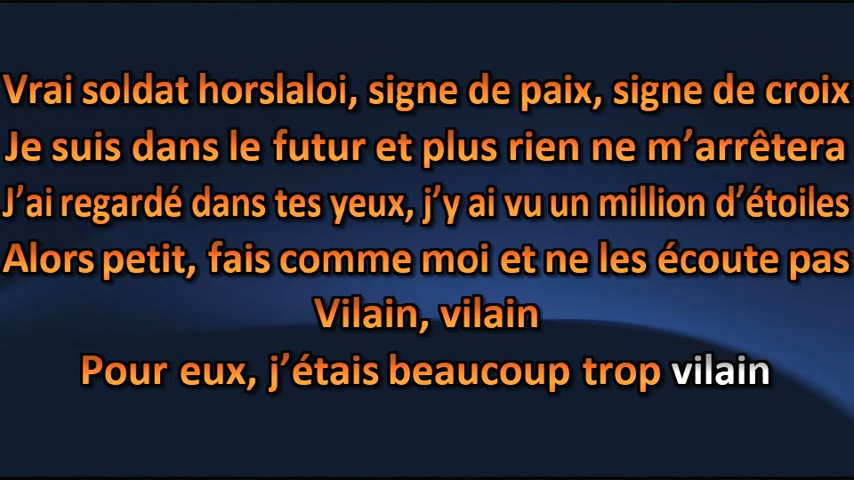 Vrai soldat horslaloi, signe de paix, signe de croix
Je suis dans le futur et plus rien ne m’arrêtera
J’ai regardé dans tes yeux, j’y ai vu un million d’étoiles
Alors petit, fais comme moi et ne les écoute pas
Vilain, vilain
Pour eux, j’étais beaucoup trop vilain